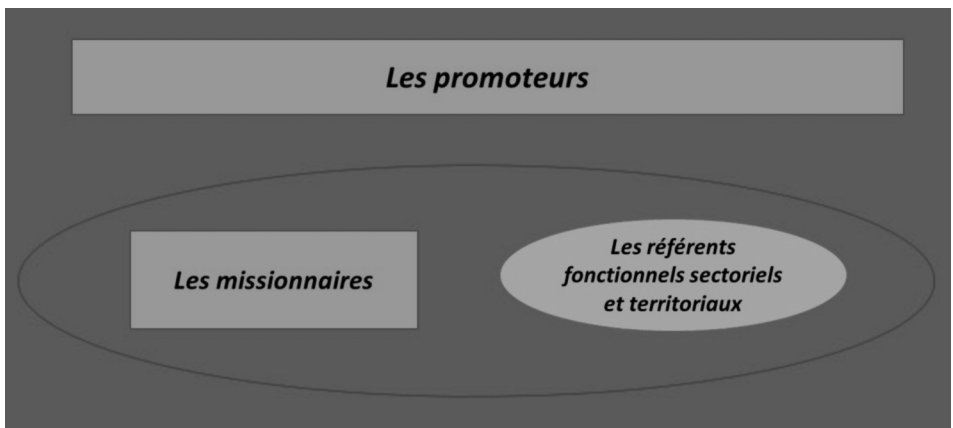 Les promoteurs
Les missionnaires
Les référents
fonctionnels sectoriels
et territoriaux